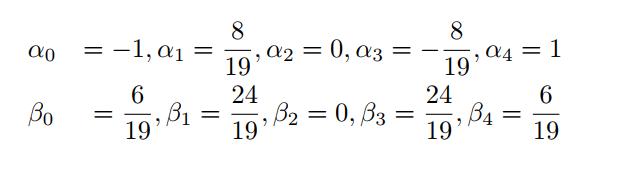 α₀ = −1, α₁ = 8/19, α₂ = 0, α₃ = −8/19, α₄ = 1
β₀ = 6/19, β₁ = 24/19, β₂ = 0, β₃ = 24/19, β₄ = 6/19